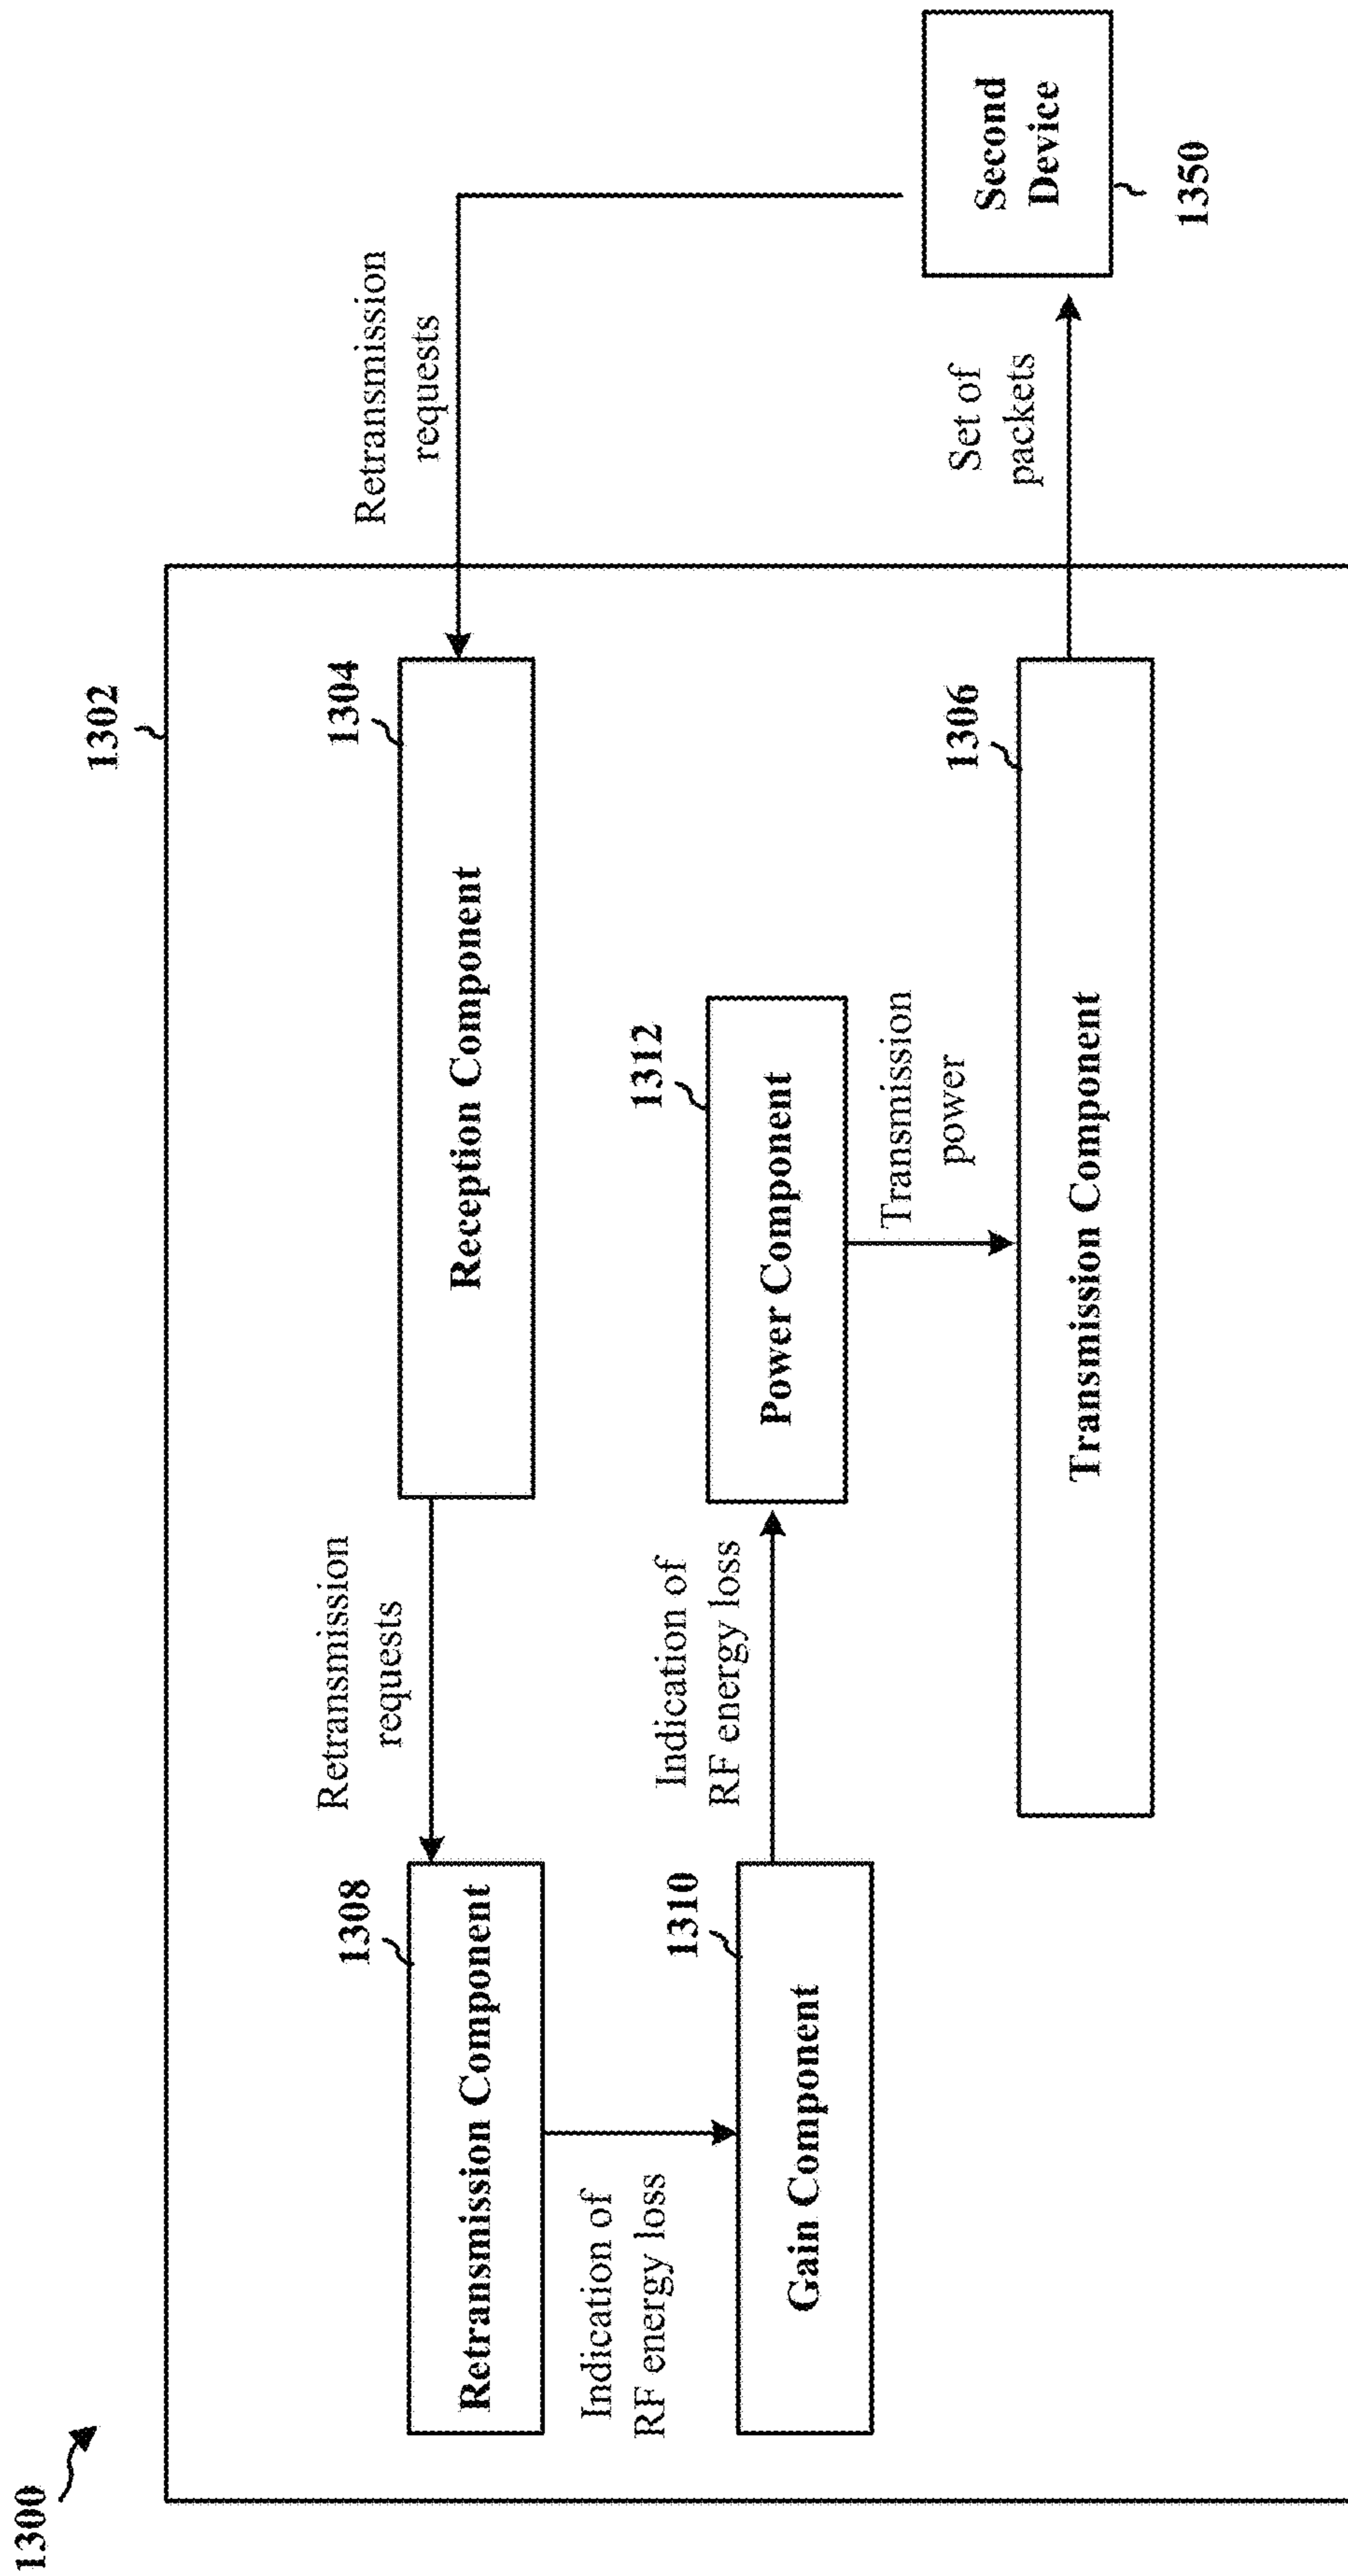 1300
1302
Retransmission
requests
1308
Retransmission Component
Retransmission
requests
1304
Reception Component
Indication of
RF energy loss
1310
Gain Component
Indication of
RF energy loss
1312
Power Component
Transmission
power
1306
Transmission Component
Set of
packets
Second
Device
1350